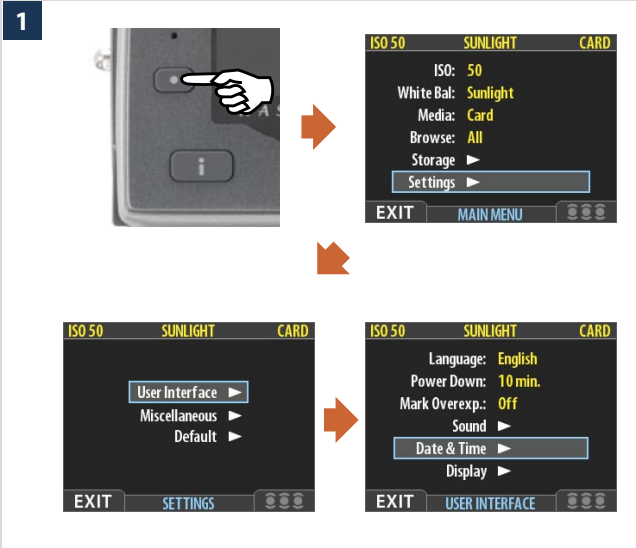 1
i
ISO 50 SUNLIGHT CARD
ISO: 50
White Bal: Sunlight
Media: Card
Browse: All
Storage ►
Settings ►
EXIT MAIN MENU
ISO 50 SUNLIGHT CARD
User Interface ►
Miscellaneous ►
Default ►
EXIT SETTINGS
ISO 50 SUNLIGHT CARD
Language: English
Power Down: 10 min.
Mark Overexp.: Off
Sound ►
Date & Time ►
Display ►
EXIT USER INTERFACE